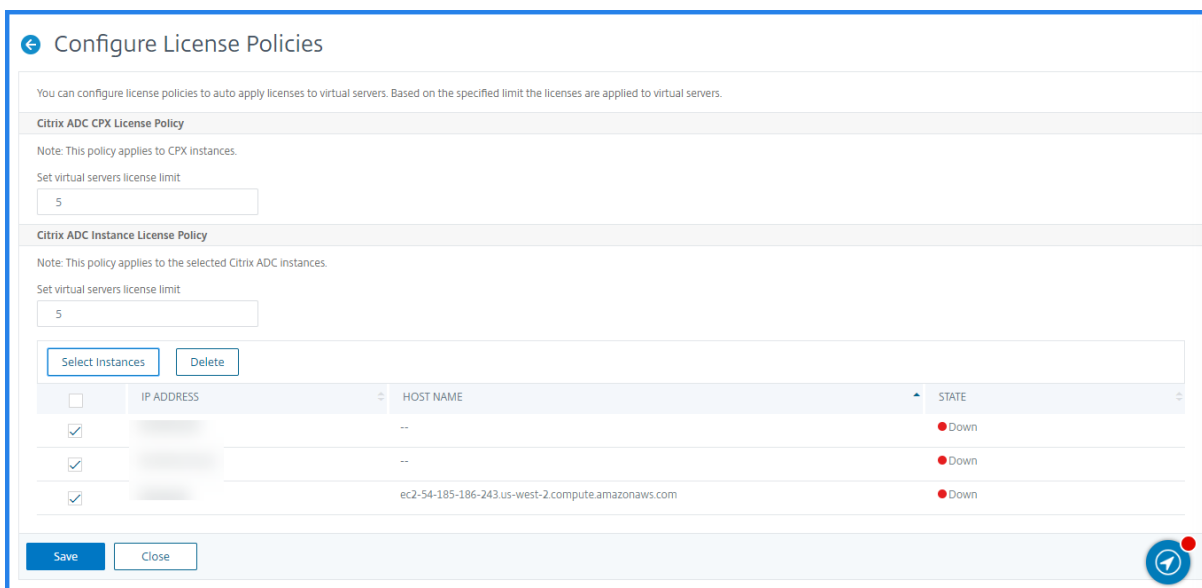 Configure License Policies
You can configure license policies to auto apply licenses to virtual servers. Based on the specified limit the licenses are applied to virtual servers.
Citrix ADC CPX License Policy
Note: This policy applies to CPX instances.
Set virtual servers license limit
5
Citrix ADC Instance License Policy
Note: This policy applies to the selected Citrix ADC instances.
Set virtual servers license limit
5
Select Instances Delete
IP ADDRESS HOST NAME STATE
-- Down
-- Down
ec2-54-185-186-243.us-west-2.compute.amazonaws.com Down
Save Close